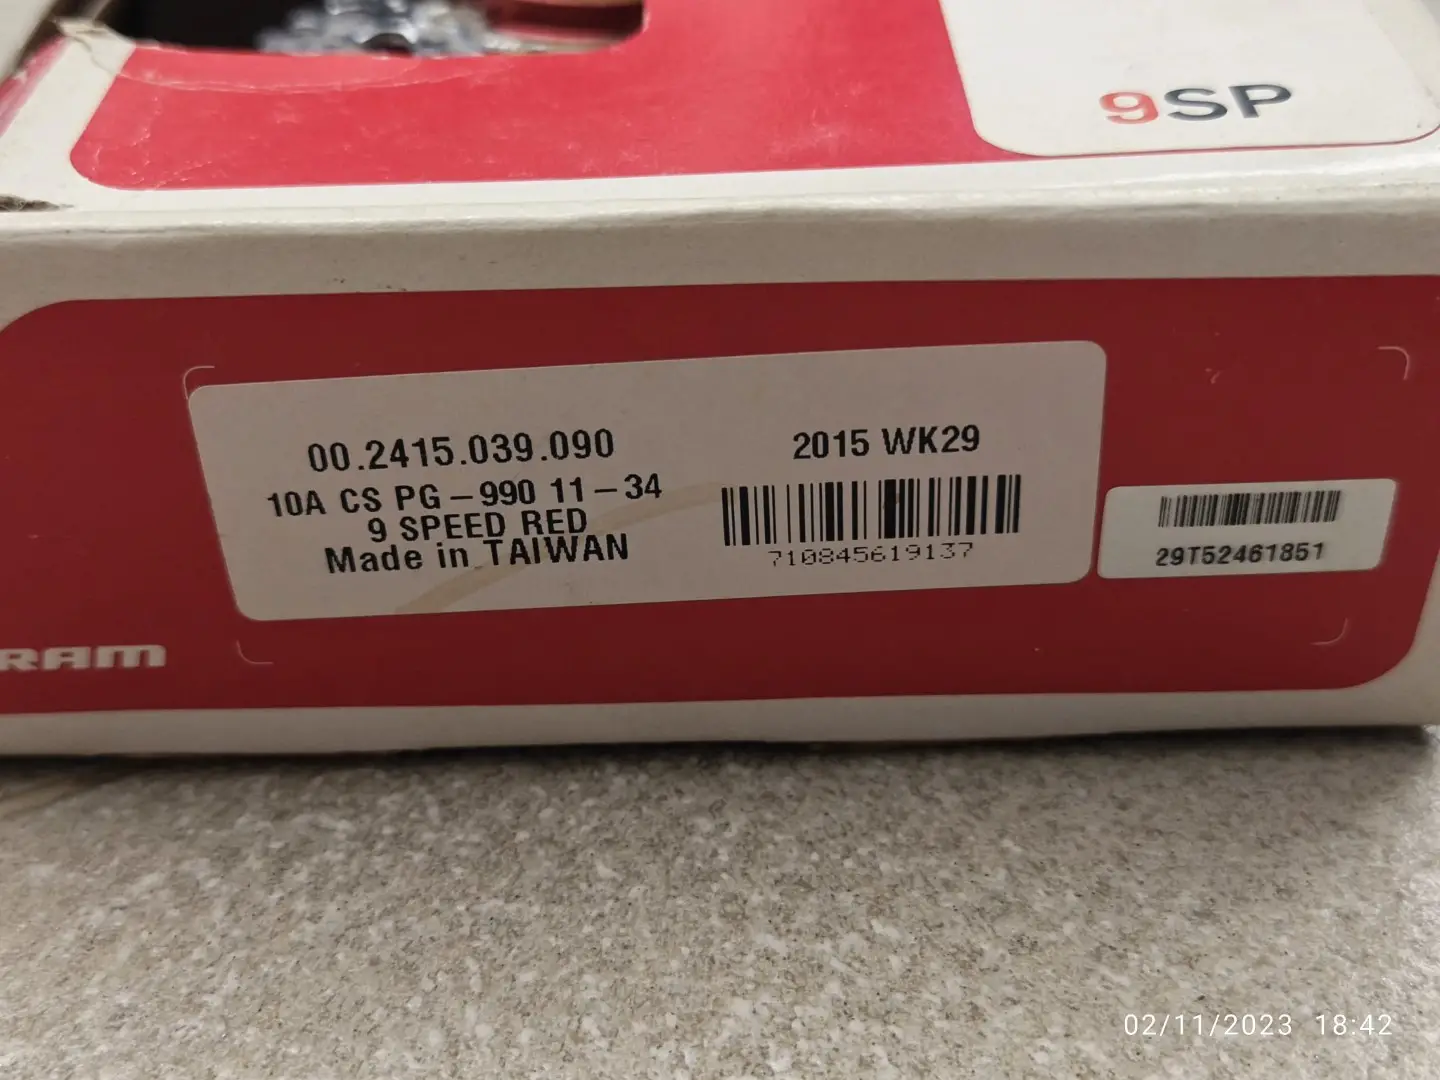 9SP
00.2415.039.090
10A CS PG-990 11-34
9 SPEED RED
Made in TAIWAN
2015 WK29
710845619137
29T52461851
RAM
02/11/2023 18:42